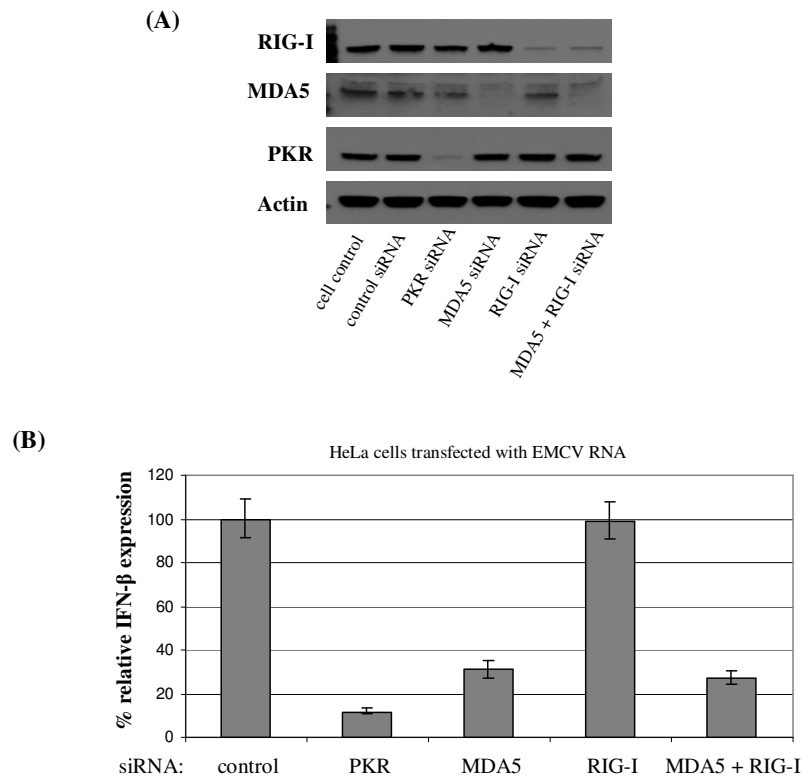 (A)
RIG-I
MDA5
PKR
Actin
cell control
control siRNA
PKR siRNA
MDA5 siRNA
RIG-I siRNA
MDA5 + RIG-I siRNA
(B)
HeLa cells transfected with EMCV RNA
% relative IFN-β expression
120
100
80
60
40
20
0
siRNA: control PKR MDA5 RIG-I MDA5 + RIG-I